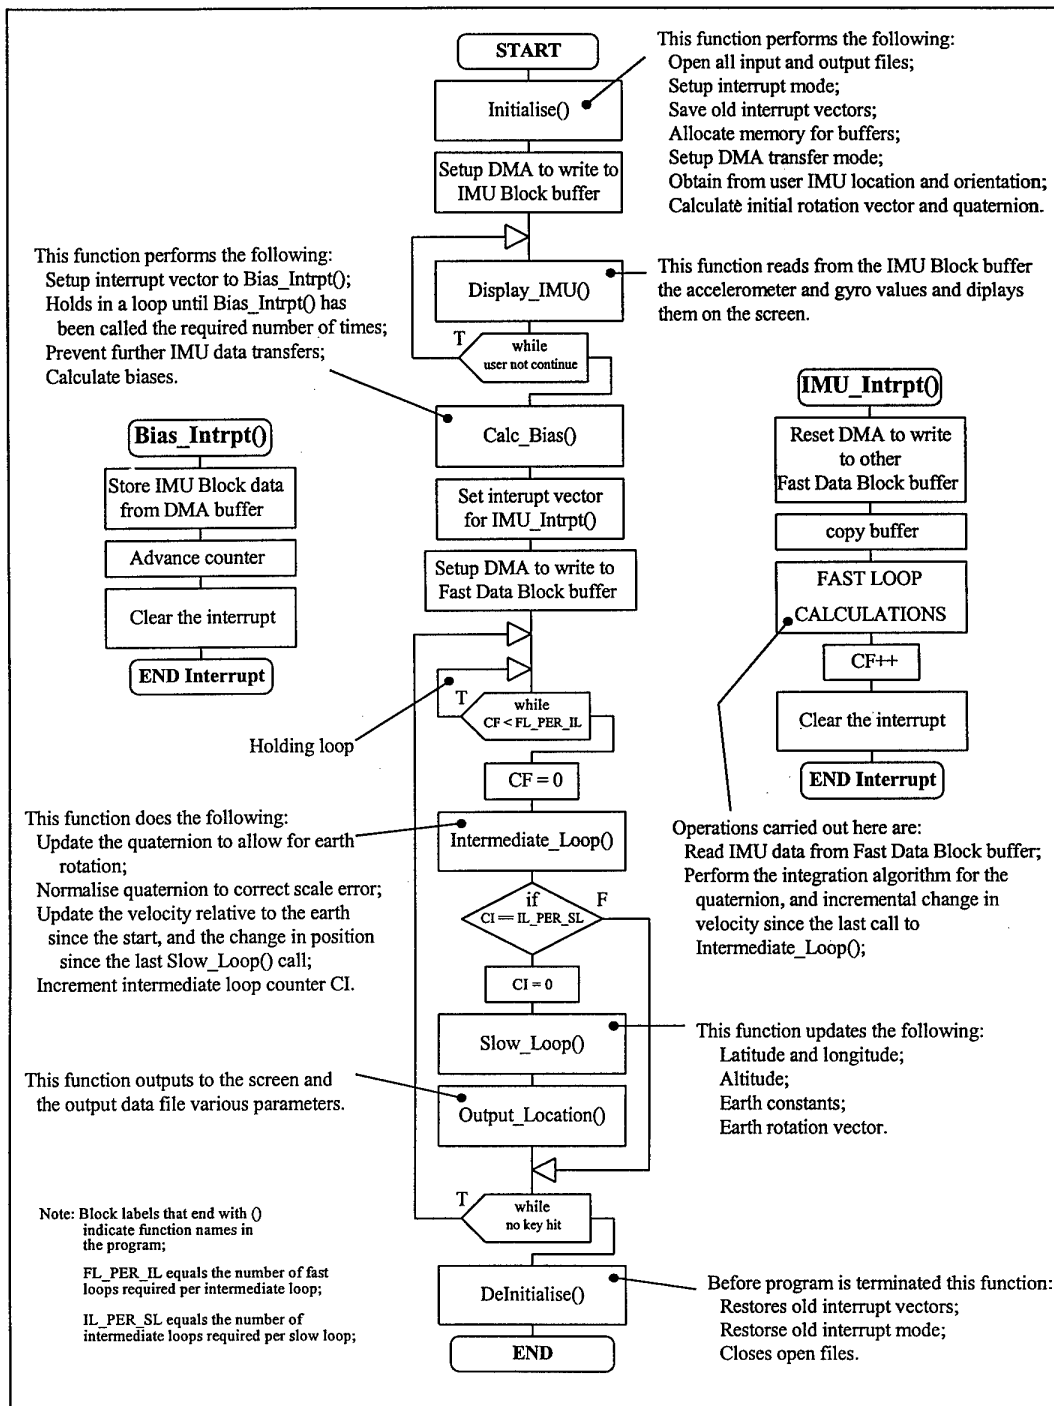 START
Initialise()
Setup DMA to write to
IMU Block buffer
Display_IMU()
T
while
user not continue
Calc_Bias()
Set interupt vector
for IMU_Intrpt()
Setup DMA to write to
Fast Data Block buffer
T
while
CF < FL_PER_IL
CF = 0
Intermediate_Loop()
if
CI == IL_PER_SL
F
CI = 0
Slow_Loop()
Output_Location()
T
while
no key hit
DeInitialise()
END
This function performs the following:
Open all input and output files;
Setup interrupt mode;
Save old interrupt vectors;
Allocate memory for buffers;
Setup DMA transfer mode;
Obtain from user IMU location and orientation;
Calculate initial rotation vector and quaternion.
This function reads from the IMU Block buffer
the accelerometer and gyro values and diplays
them on the screen.
This function performs the following:
Setup interrupt vector to Bias_Intrpt();
Holds in a loop until Bias_Intrpt() has
been called the required number of times;
Prevent further IMU data transfers;
Calculate biases.
Bias_Intrpt()
Store IMU Block data
from DMA buffer
Advance counter
Clear the interrupt
END Interrupt
IMU_Intrpt()
Reset DMA to write
to other
Fast Data Block buffer
copy buffer
FAST LOOP
CALCULATIONS
CF++
Clear the interrupt
END Interrupt
Operations carried out here are:
Read IMU data from Fast Data Block buffer;
Perform the integration algorithm for the
quaternion, and incremental change in
velocity since the last call to
Intermediate_Loop();
Holding loop
This function does the following:
Update the quaternion to allow for earth
rotation;
Normalise quaternion to correct scale error;
Update the velocity relative to the earth
since the start, and the change in position
since the last Slow_Loop() call;
Increment intermediate loop counter CI.
This function updates the following:
Latitude and longitude;
Altitude;
Earth constants;
Earth rotation vector.
This function outputs to the screen and
the output data file various parameters.
Note: Block labels that end with ()
indicate function names in
the program;
FL_PER_IL equals the number of fast
loops required per intermediate loop;
IL_PER_SL equals the number of
intermediate loops required per slow loop;
Before program is terminated this function:
Restores old interrupt vectors;
Restorse old interrupt mode;
Closes open files.